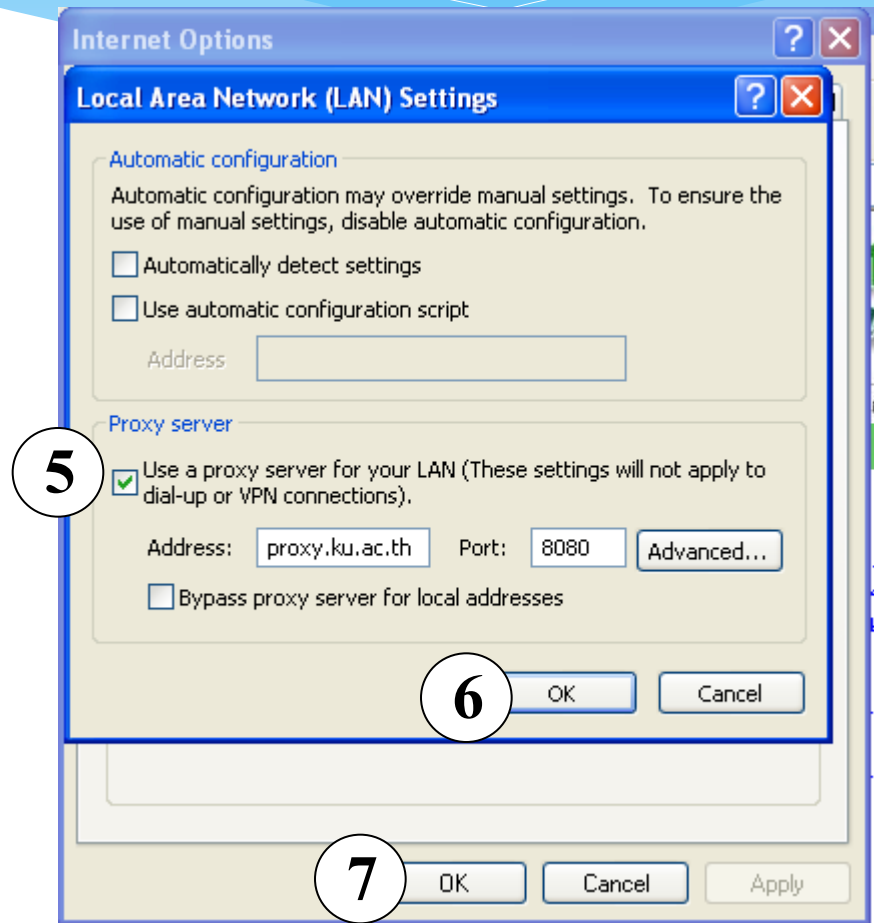 Internet Options
Local Area Network (LAN) Settings
Automatic configuration
Automatic configuration may override manual settings. To ensure the
use of manual settings, disable automatic configuration.
Automatically detect settings
Use automatic configuration script
Address
Proxy server
5
Use a proxy server for your LAN (These settings will not apply to
dial-up or VPN connections).
Address: proxy.ku.ac.th Port: 8080 Advanced...
Bypass proxy server for local addresses
6 OK Cancel
7 OK Cancel Apply